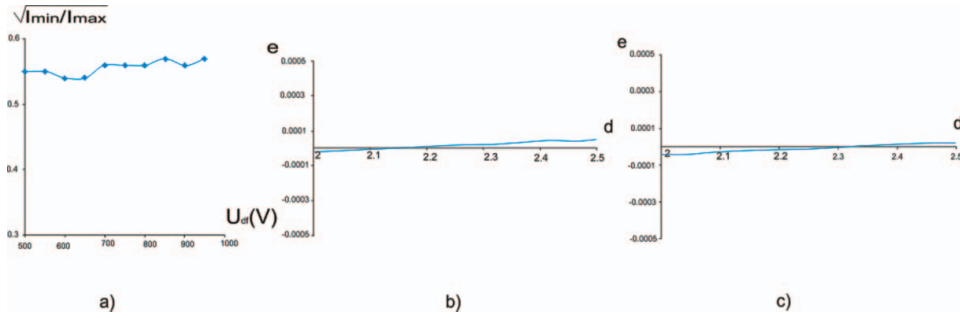 √Imin/Imax
0.6
0.5
0.3
500 600 700 800 900 1000
U df (V)
a)
e
0.0005
0.0003
0.0001
-0.0001
-0.0003
-0.0005
2 2.1 2.2 2.3 2.4 2.5
d
b)
e
0.0005
0.0003
0.0001
-0.0001
-0.0003
-0.0005
2 2.1 2.2 2.3 2.4 2.5
d
c)